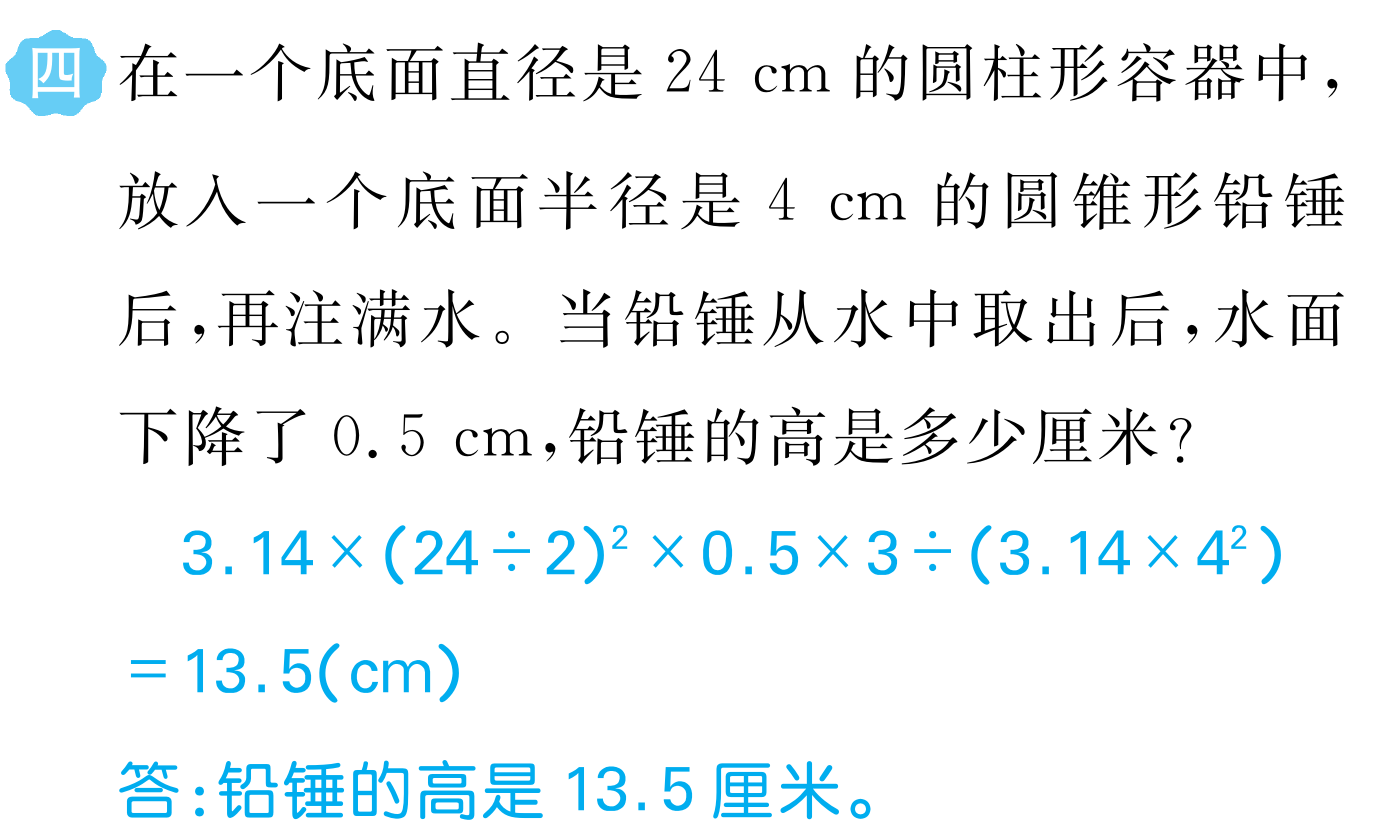 四 在一个底面直径是 24 cm 的圆柱形容器中,
放入一个底面半径是 4 cm 的圆锥形铅锤
后,再注满水。当铅锤从水中取出后,水面
下降了 0.5 cm,铅锤的高是多少厘米?
3.14×(24÷2)²×0.5×3÷(3.14×4²)
=13.5(cm)
答:铅锤的高是 13.5 厘米。